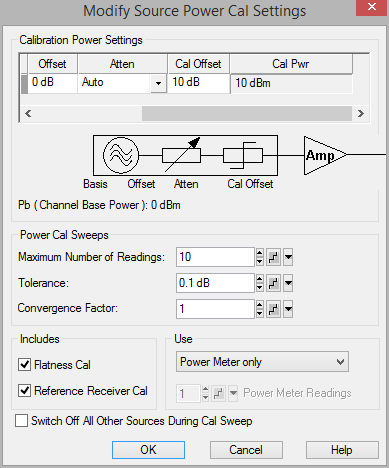 Modify Source Power Cal Settings
Calibration Power Settings
Offset Atten Cal Offset Cal Pwr
0 dB Auto 10 dB 10 dBm
Amp
Basis Offset Atten Cal Offset
Pb ( Channel Base Power ): 0 dBm
Power Cal Sweeps
Maximum Number of Readings: 10
Tolerance: 0.1 dB
Convergence Factor: 1
Includes
Flatness Cal
Reference Receiver Cal
Use
Power Meter only
1 Power Meter Readings
Switch Off All Other Sources During Cal Sweep
OK Cancel Help